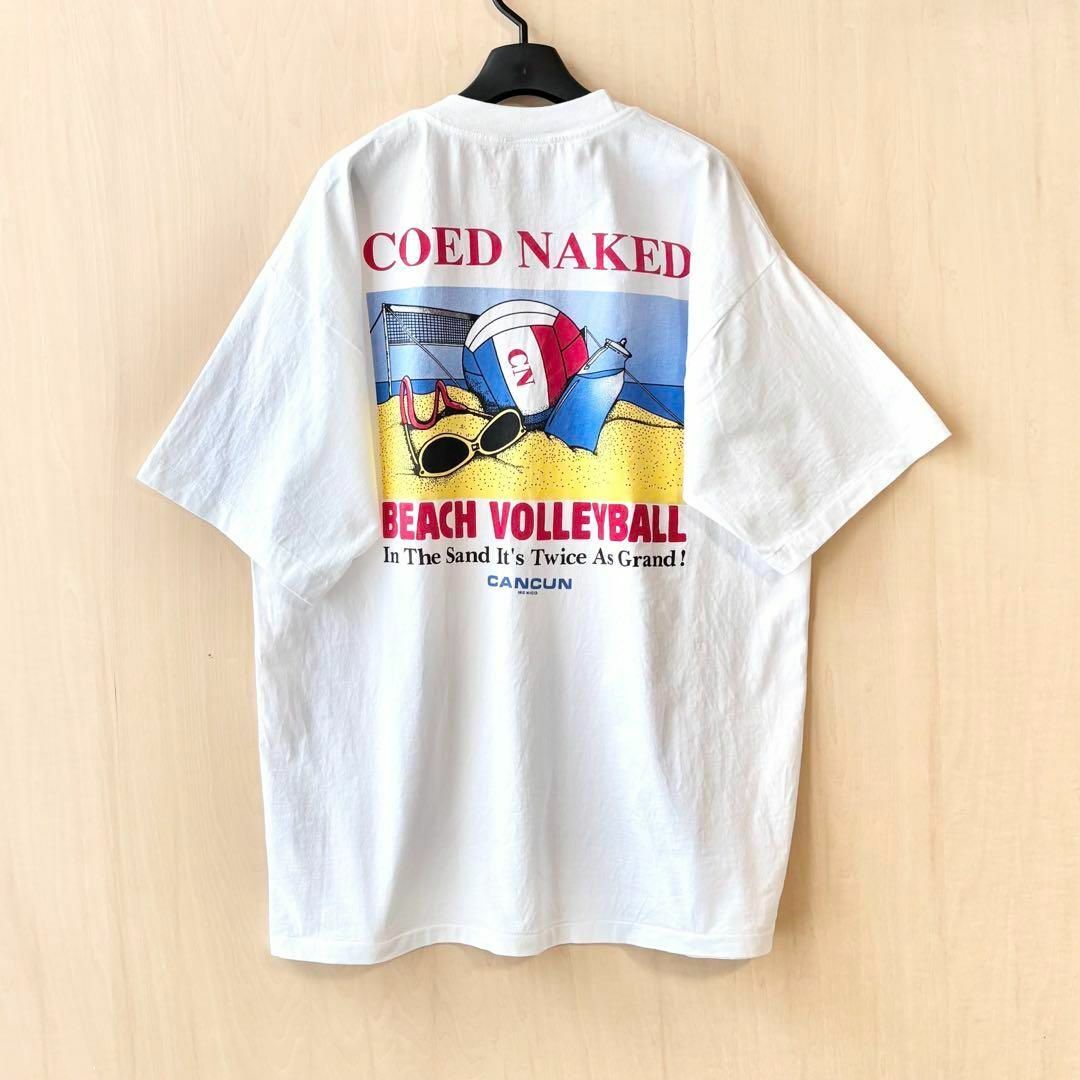 COED NAKED
CN
BEACH VOLLEYBALL
In The Sand It's Twice As Grand!
CANCUN
MEXICO